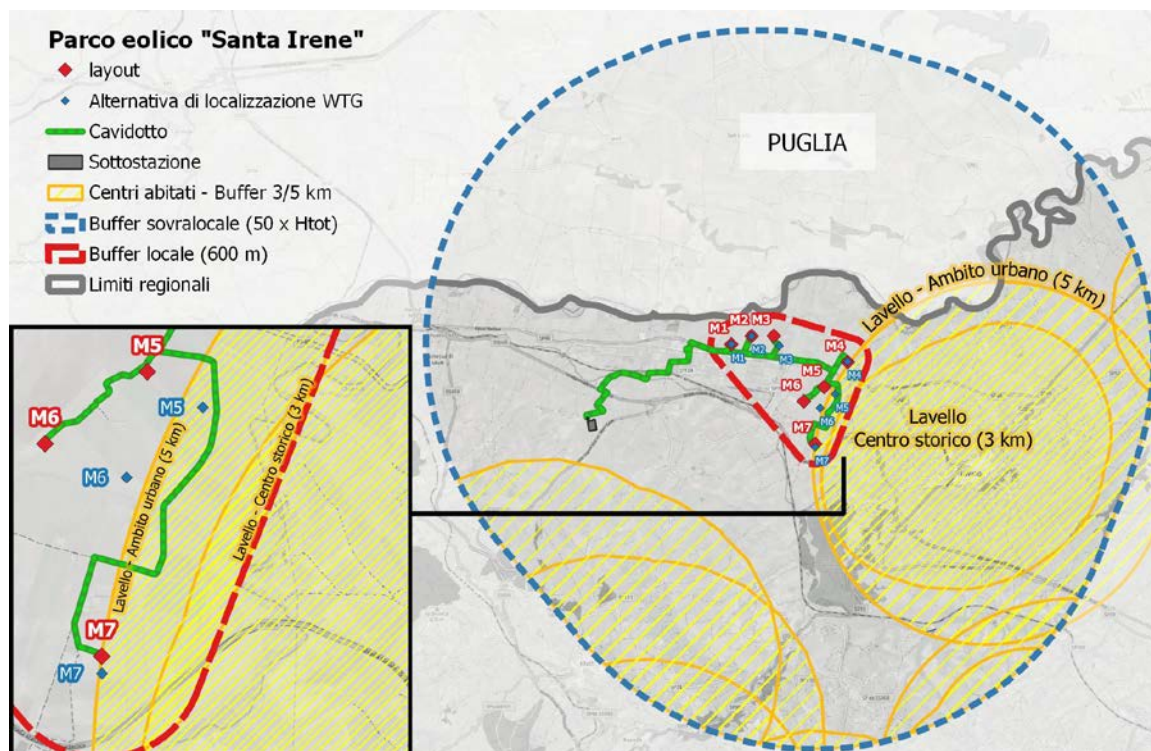 Parco eolico "Santa Irene"
layout
Alternativa di localizzazione WTG
Cavidotto
Sottostazione
Centri abitati - Buffer 3/5 km
Buffer sovralocale (50 x Htot)
Buffer locale (600 m)
Limiti regionali
PUGLIA
Lavello - Ambito urbano (5 km)
M1
M2
M3
M1
M2
M3
M4
M4
M5
M5
M6
M6
M7
M7
Lavello
Centro storico (3 km)
M5
M5
M6
M6
Lavello - Ambito urbano (5 km)
Lavello - Centro storico (3 km)
M7
M7